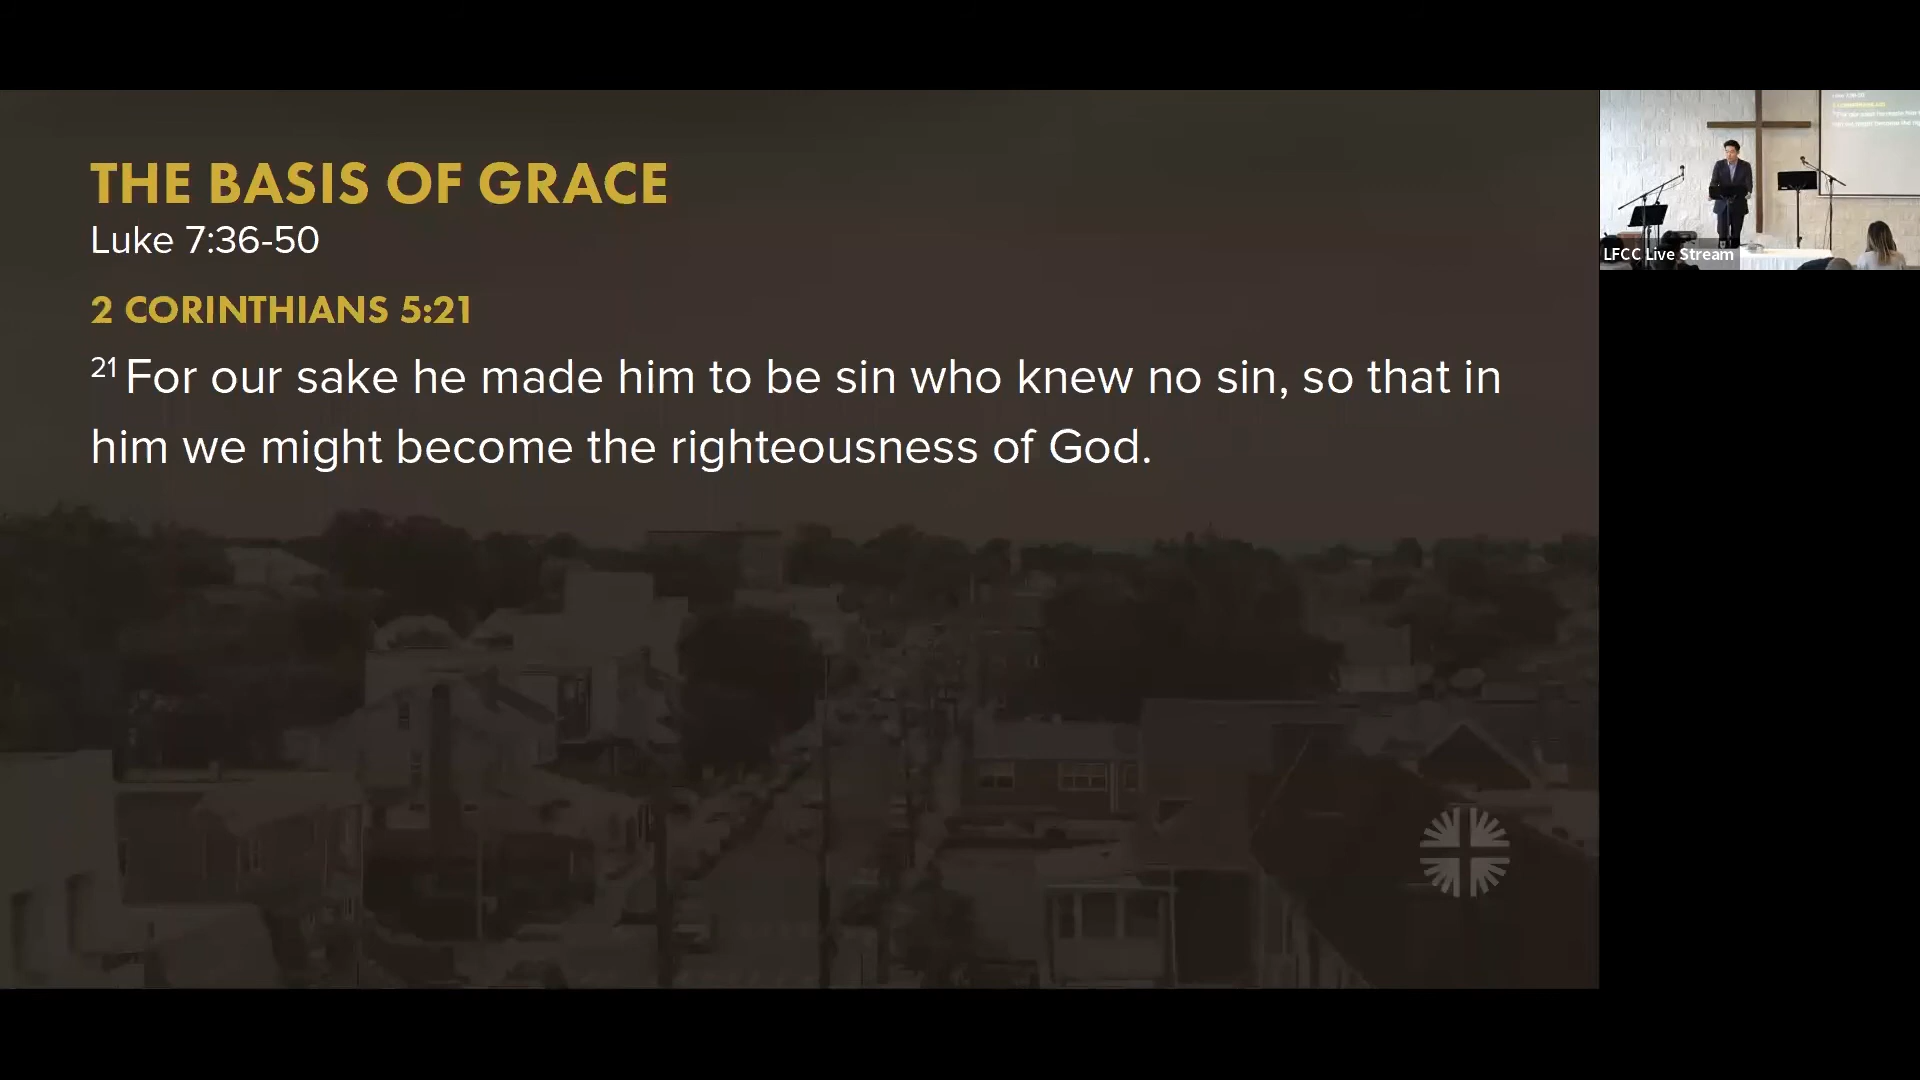 THE BASIS OF GRACE
Luke 7:36-50
2 CORINTHIANS 5:21
21 For our sake he made him to be sin who knew no sin, so that in
him we might become the righteousness of God.
LFCC Live Stream